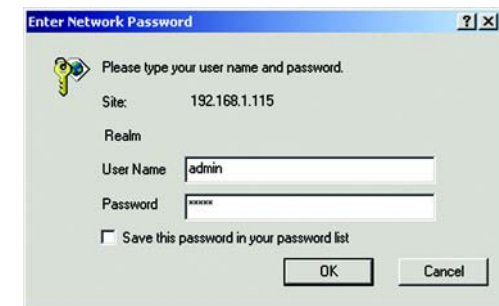 Enter Network Password
Please type your user name and password.
Site: 192.168.1.115
Realm
User Name admin
Password xxxxx
Save this password in your password list
OK Cancel